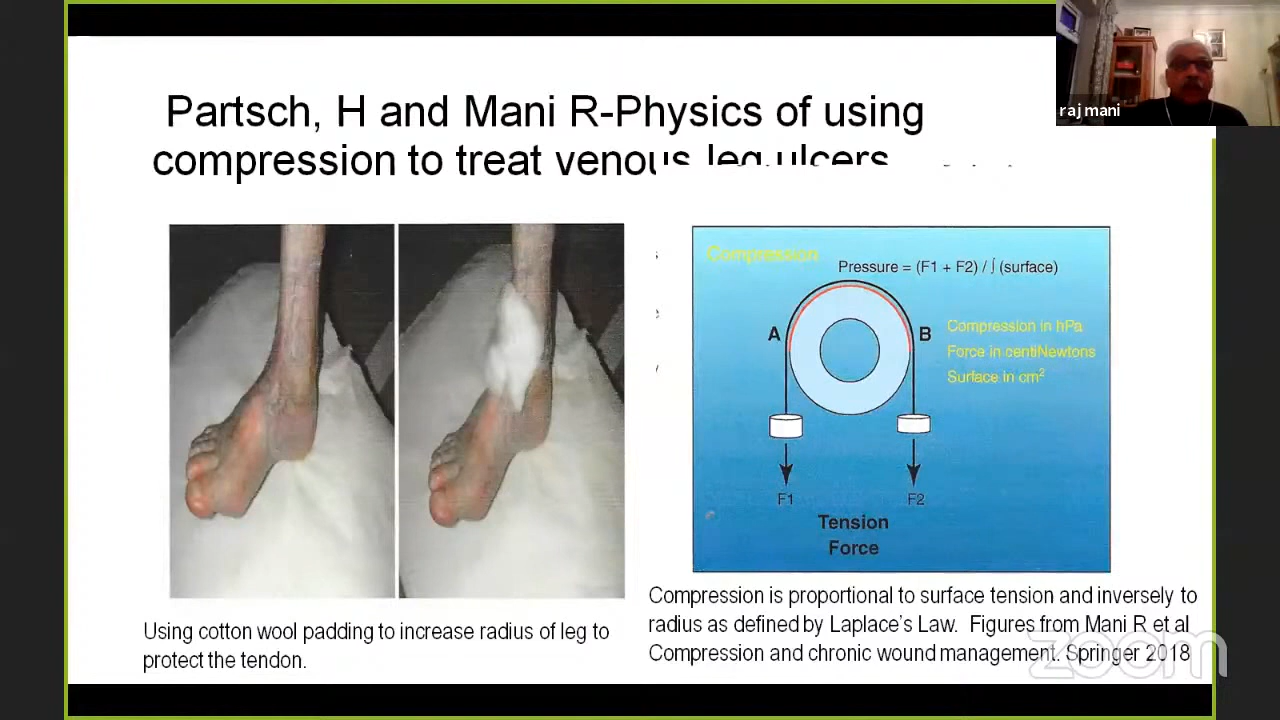 Partsch, H and Mani R-Physics of using
compression to treat venous leg ulcers
raj mani
Compression
Pressure = (F1 + F2) / ∫ (surface)
A
B
Compression in hPa
Force in centiNewtons
Surface in cm²
F1
F2
Tension
Force
Using cotton wool padding to increase radius of leg to
protect the tendon.
Compression is proportional to surface tension and inversely to
radius as defined by Laplace's Law. Figures from Mani R et al
Compression and chronic wound management. Springer 2018
zoom